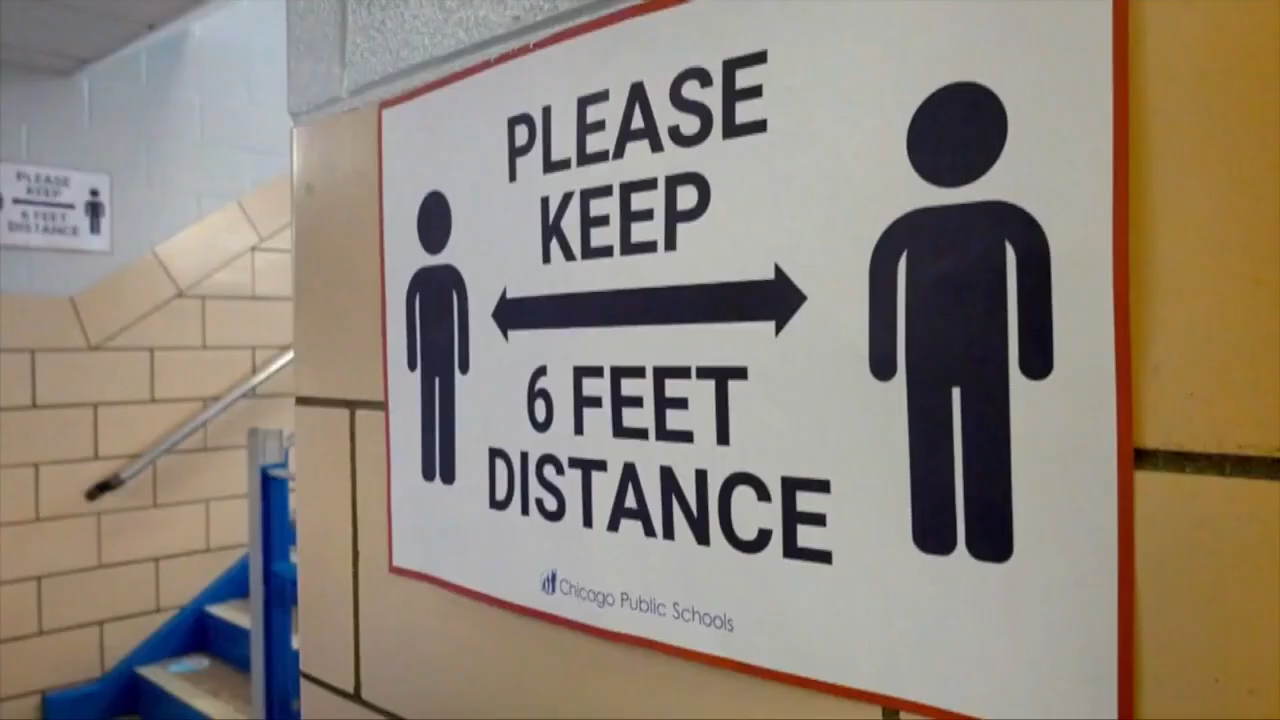 PLEASE
KEEP
6 FEET
DISTANCE
Chicago Public Schools
PLEASE
KEEP
6 FEET
DISTANCE